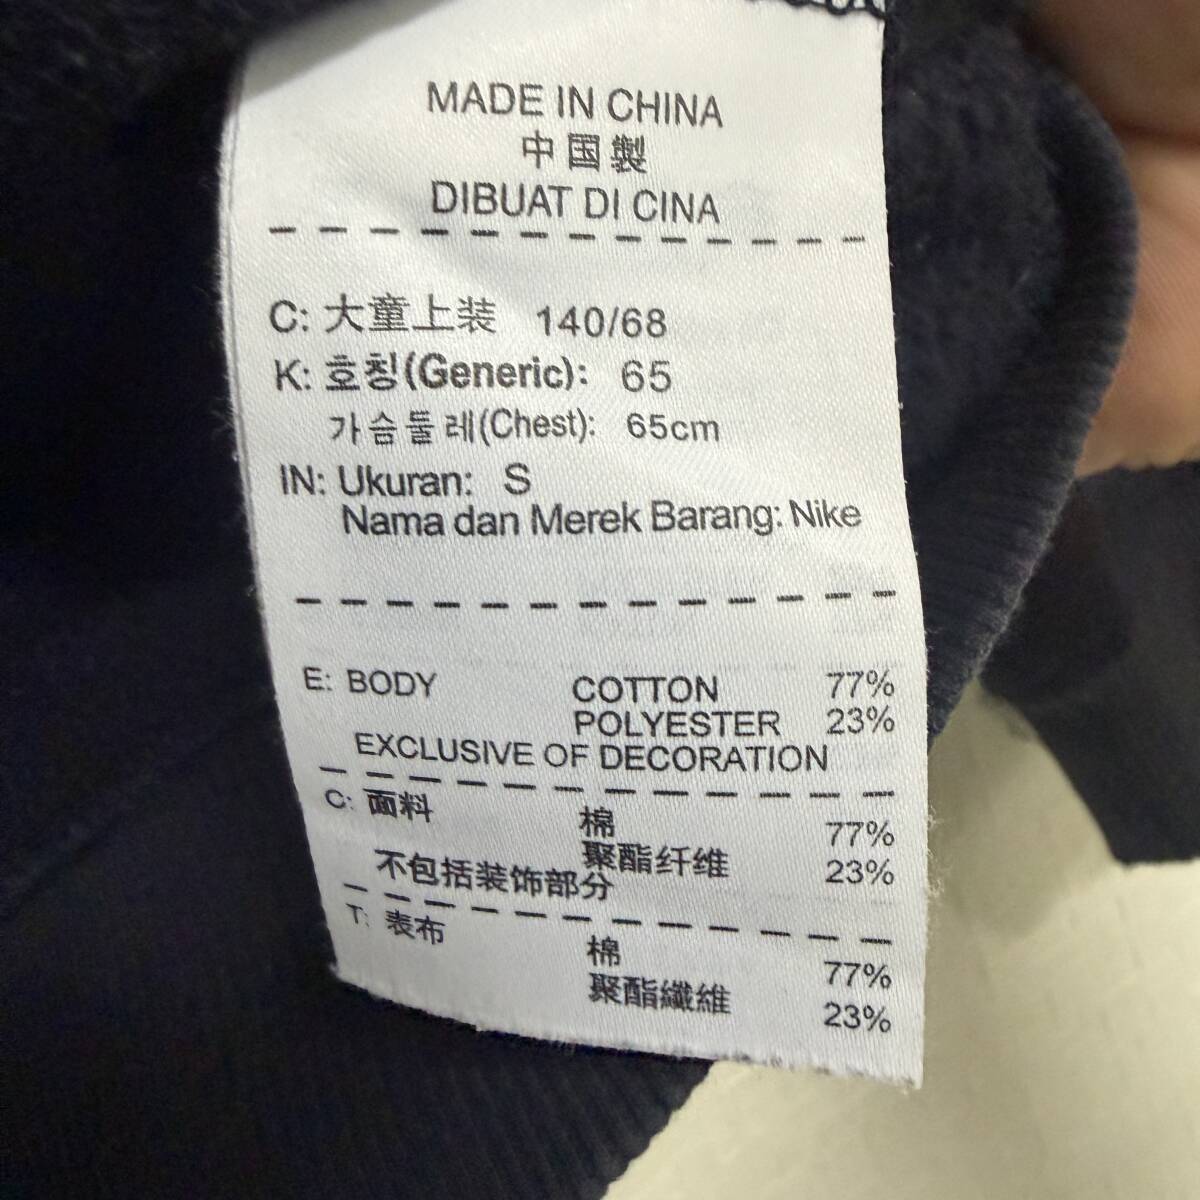 MADE IN CHINA
中国製
DIBUAT DI CINA
C: 大童上装 140/68
K: 호칭(Generic): 65
가슴둘레(Chest): 65cm
IN: Ukuran: S
Nama dan Merek Barang: Nike
E: BODY COTTON 77%
POLYESTER 23%
EXCLUSIVE OF DECORATION
C: 面料 棉 77%
聚酯纤维 23%
不包括装饰部分
T: 表布 棉 77%
聚酯纖維 23%